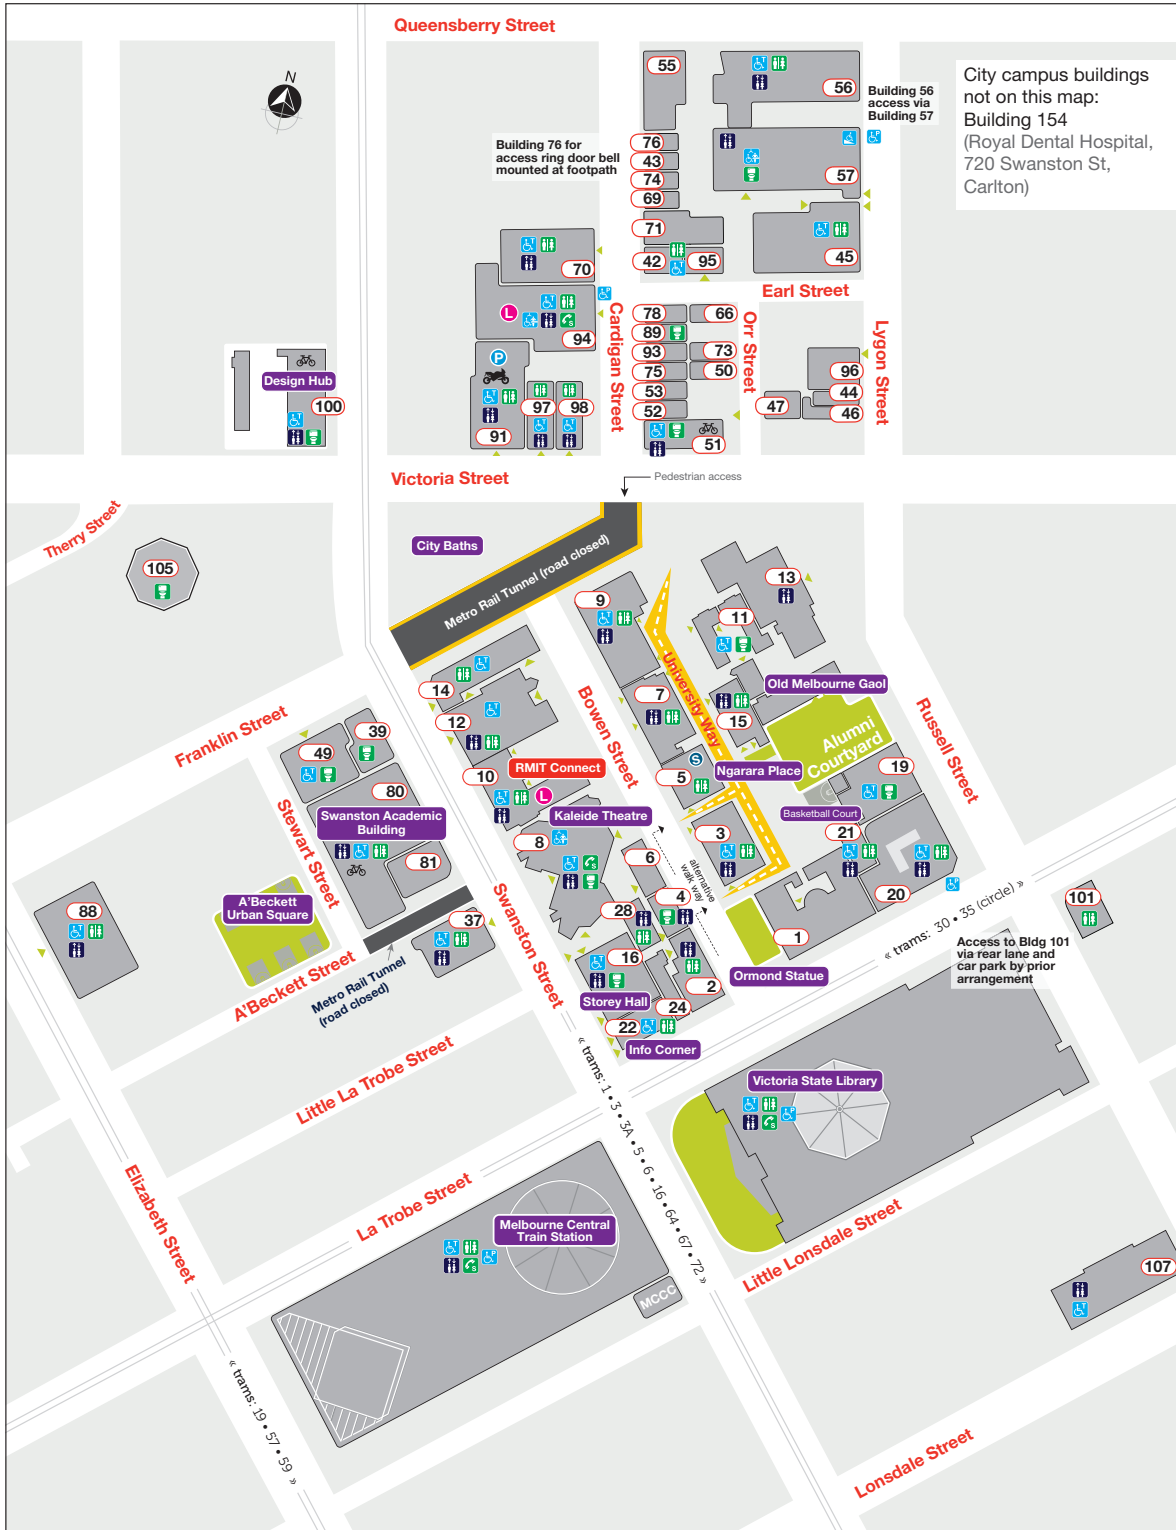 Queensberry Street
N
55
56
Building 56
access via
Building 57
City campus buildings
not on this map:
Building 154
(Royal Dental Hospital,
720 Swanston St,
Carlton)
Building 76 for
access ring door bell
mounted at footpath
76
43
74
69
71
42
95
57
45
70
94
L
P
Cardigan Street
Earl Street
78
66
89
93
73
75
50
53
52
51
Orr Street
Lygon Street
96
44
46
47
Design Hub
100
91
97
98
Victoria Street
Pedestrian access
Therry Street
105
City Baths
Metro Rail Tunnel (road closed)
9
13
11
University Way
Old Melbourne Gaol
14
12
7
15
Bowen Street
Alumni
Courtyard
Russell Street
Franklin Street
39
49
10
RMIT Connect
L
S
5
Ngarara Place
19
80
Swanston Academic
Building
81
Stewart Street
8
Kaleide Theatre
3
Basketball Court
21
6
alternative
walk way
20
88
A'Beckett
Urban Square
37
Swanston Street
28
4
1
101
« trams: 30 • 35 (circle) »
Access to Bldg 101
via rear lane and
car park by prior
arrangement
A'Beckett Street
Metro Rail Tunnel
(road closed)
16
2
Ormond Statue
Storey Hall
24
22
Info Corner
Little La Trobe Street
« trams: 1 • 3 • 3A • 5 • 6 • 16 • 64 • 67 • 72 »
Victoria State Library
Elizabeth Street
La Trobe Street
Melbourne Central
Train Station
MCCC
Little Lonsdale Street
107
« trams: 19 • 57 • 59 »
Lonsdale Street